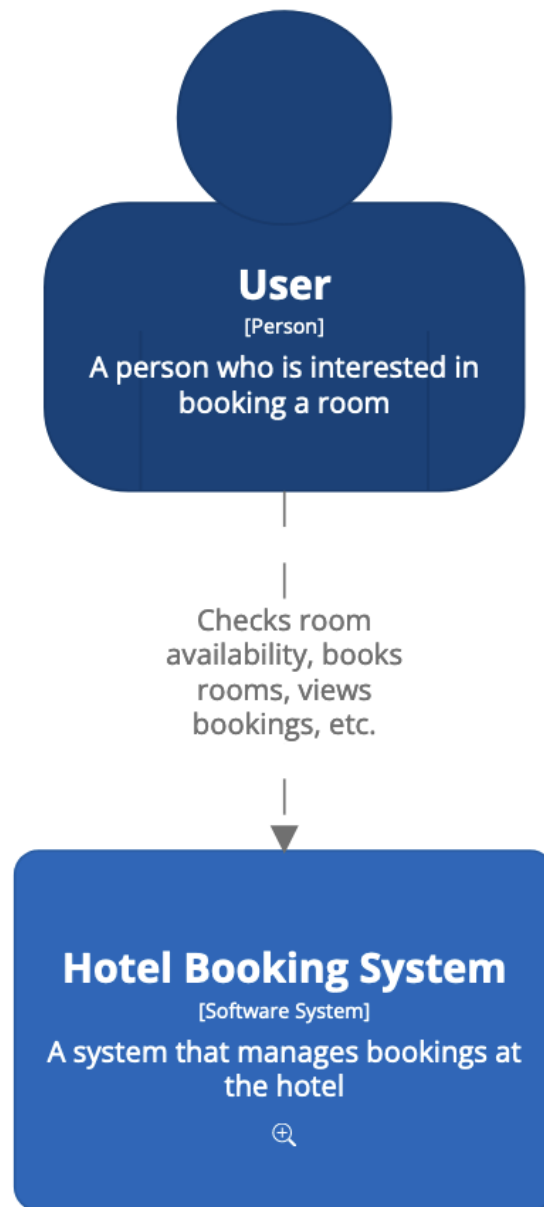 User
[Person]
A person who is interested in
booking a room
Checks room
availability, books
rooms, views
bookings, etc.
Hotel Booking System
[Software System]
A system that manages bookings at
the hotel